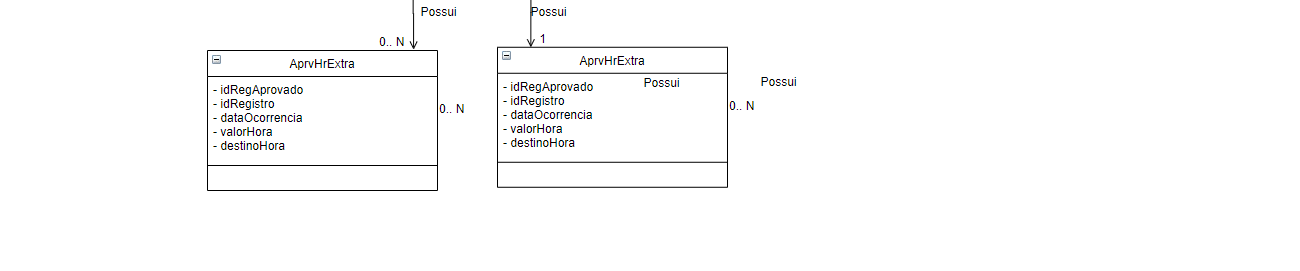 Possui
0.. N
AprvHrExtra
- idRegAprovado
- idRegistro
- dataOcorrencia
- valorHora
- destinoHora
0.. N
Possui
1
AprvHrExtra
- idRegAprovado
- idRegistro
- dataOcorrencia
- valorHora
- destinoHora
Possui
Possui
0.. N